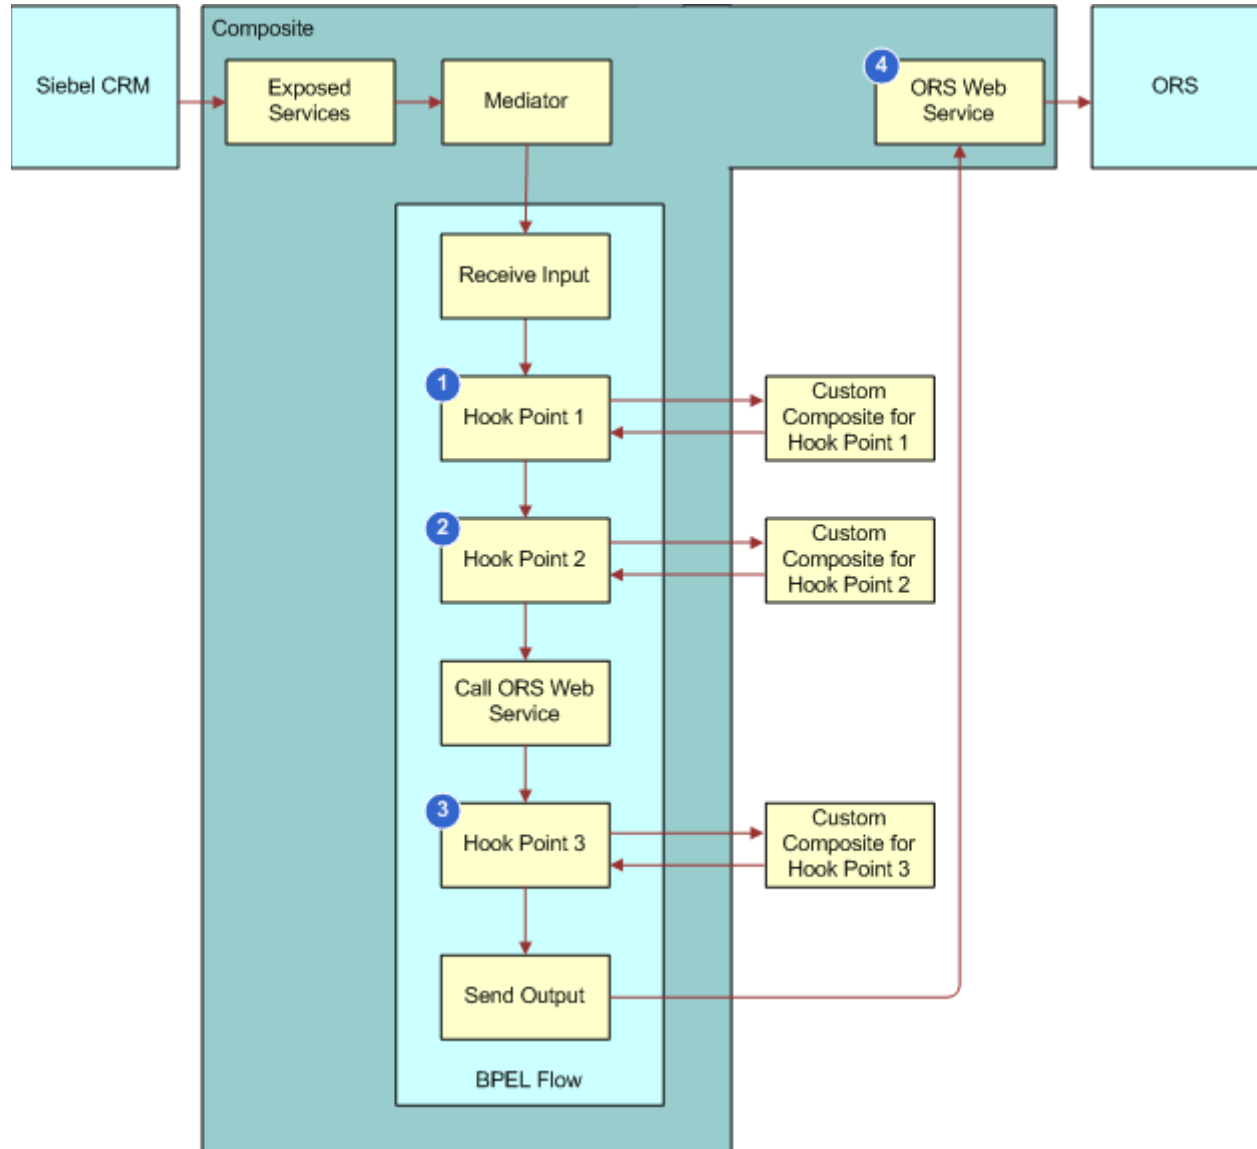 Composite
Siebel CRM
Exposed
Services
Mediator
4
ORS Web
Service
ORS
Receive Input
1
Hook Point 1
Custom
Composite for
Hook Point 1
2
Hook Point 2
Custom
Composite for
Hook Point 2
Call ORS Web
Service
3
Hook Point 3
Custom
Composite for
Hook Point 3
Send Output
BPEL Flow